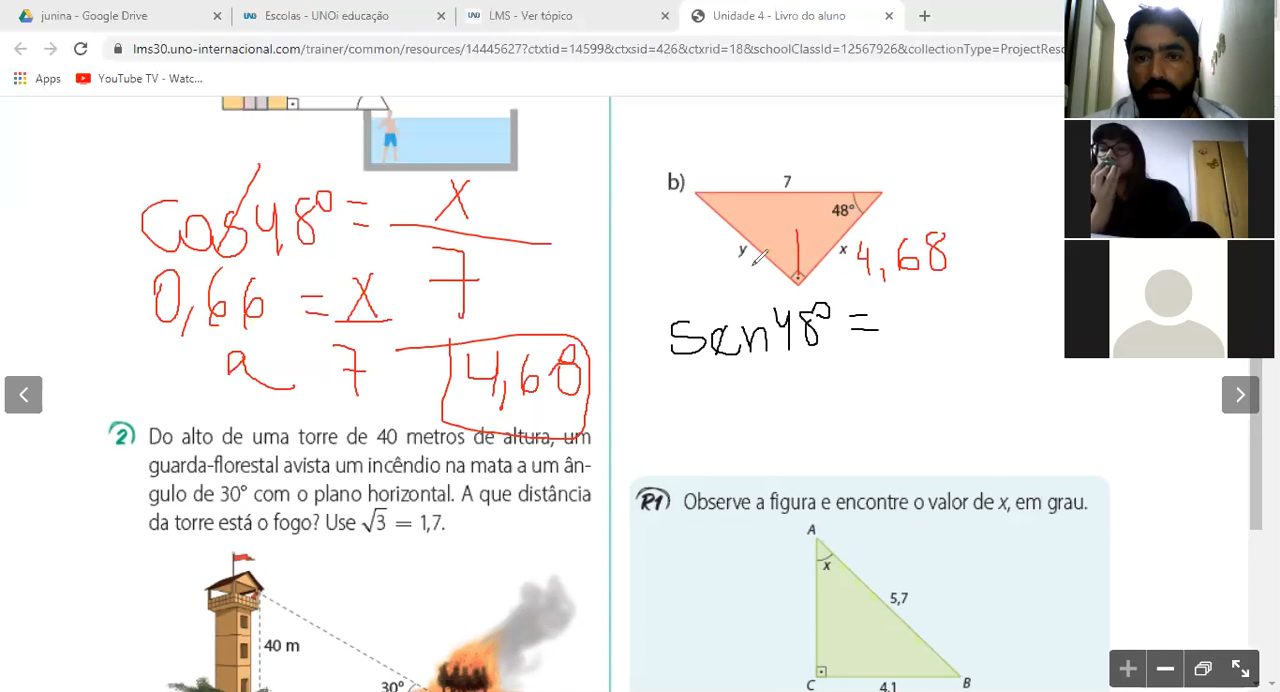 junina - Google Drive
Escolas - UNOi educação
LMS - Ver tópico
Unidade 4 - Livro do aluno
lms30.uno-internacional.com/trainer/common/resources/14445627?ctxtid=14599&ctxsid=426&ctxrid=18&schoolClassId=12567926&collectionType=ProjectReso
Apps
YouTube TV - Watc...
cos48° = x
7
0,66 = x
7
4,68
2 Do alto de uma torre de 40 metros de altura, um
guarda-florestal avista um incêndio na mata a um ân-
gulo de 30° com o plano horizontal. A que distância
da torre está o fogo? Use √3 = 1,7.
40 m
30°
b)
7
48°
y
x 4,68
sen48° =
R1 Observe a figura e encontre o valor de x, em grau.
A
x
5,7
C
4,1
B